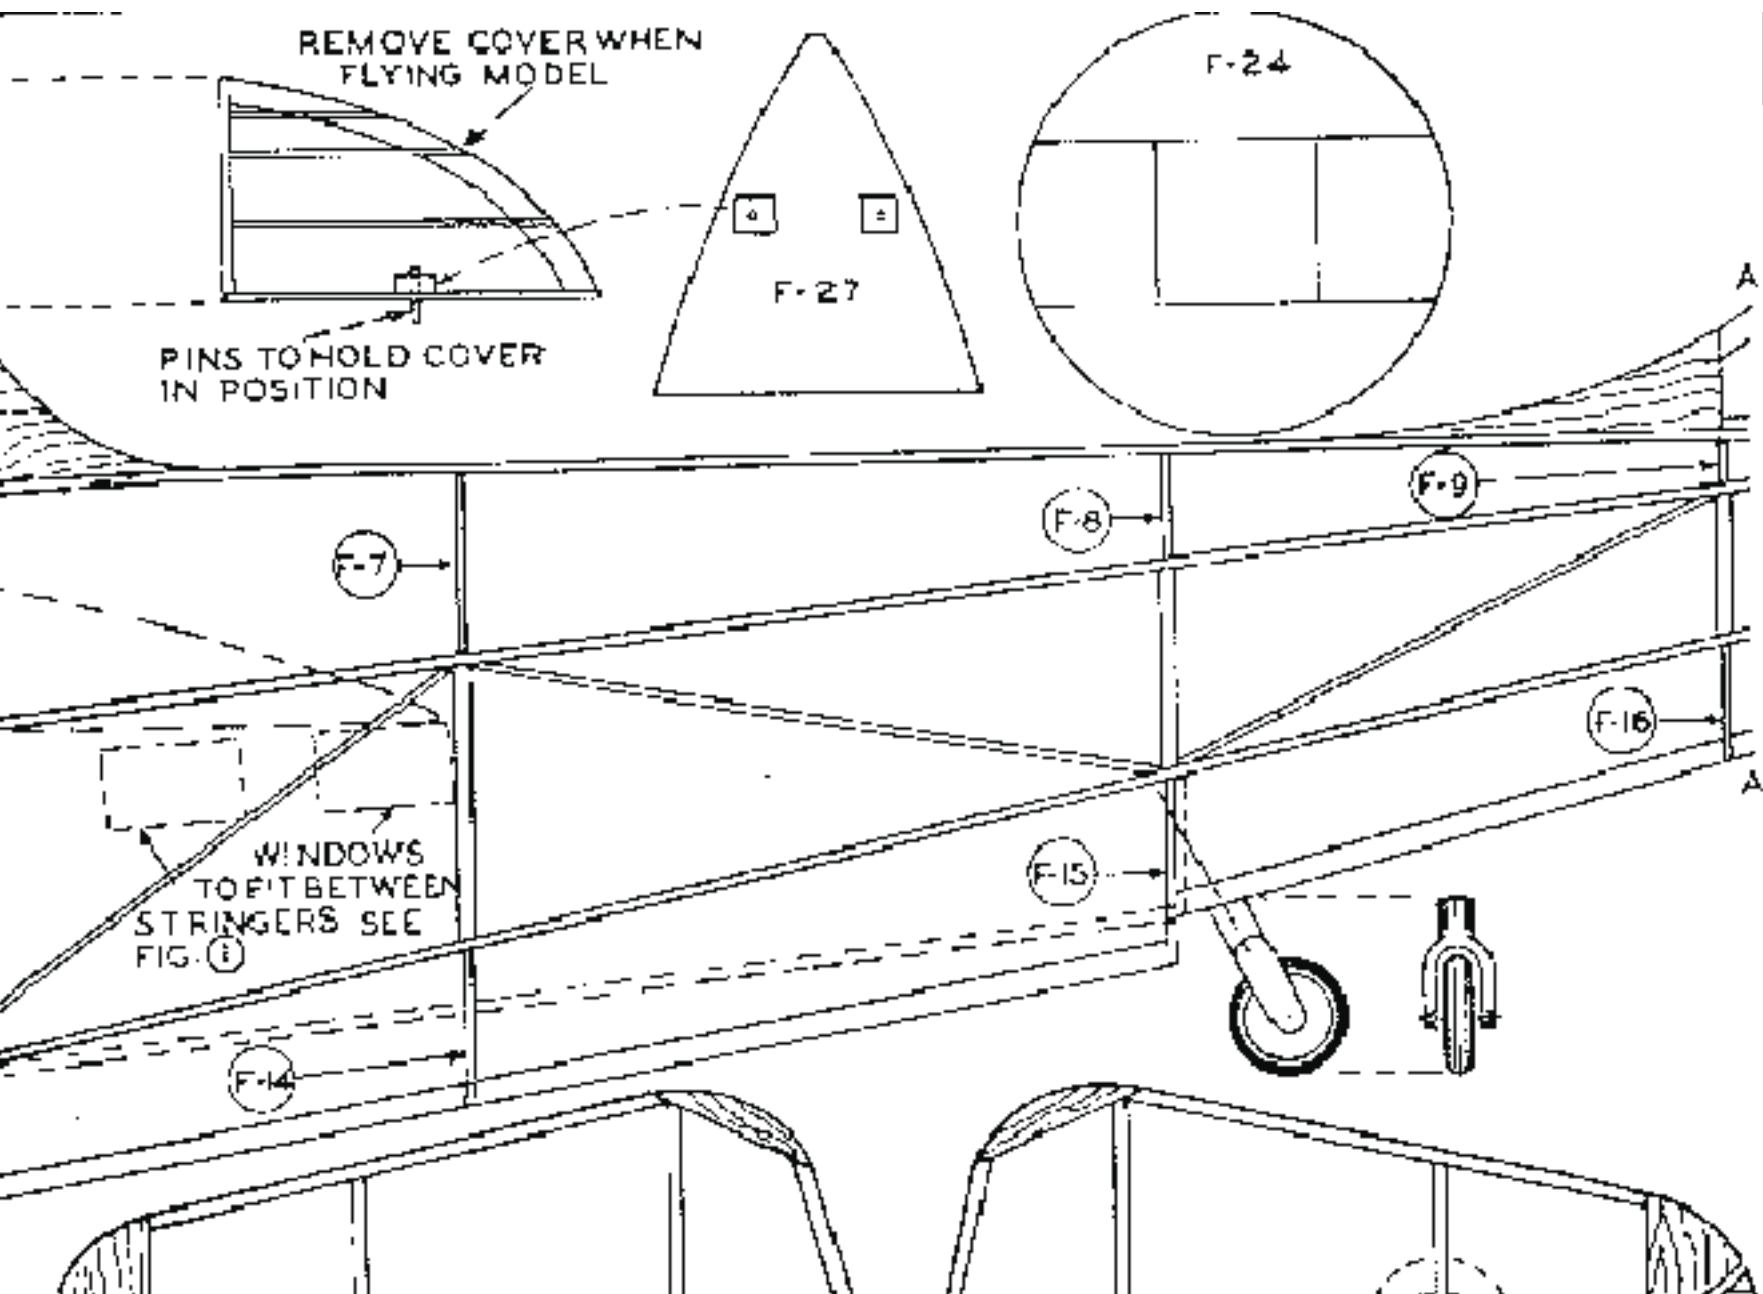 REMOVE COVER WHEN
FLYING MODEL
F-24
F-27
A
PINS TO HOLD COVER
IN POSITION
F-9
F-8
F-7
F-16
A
WINDOWS
TO FIT BETWEEN
STRINGERS SEE
FIG.
F-15
F-14